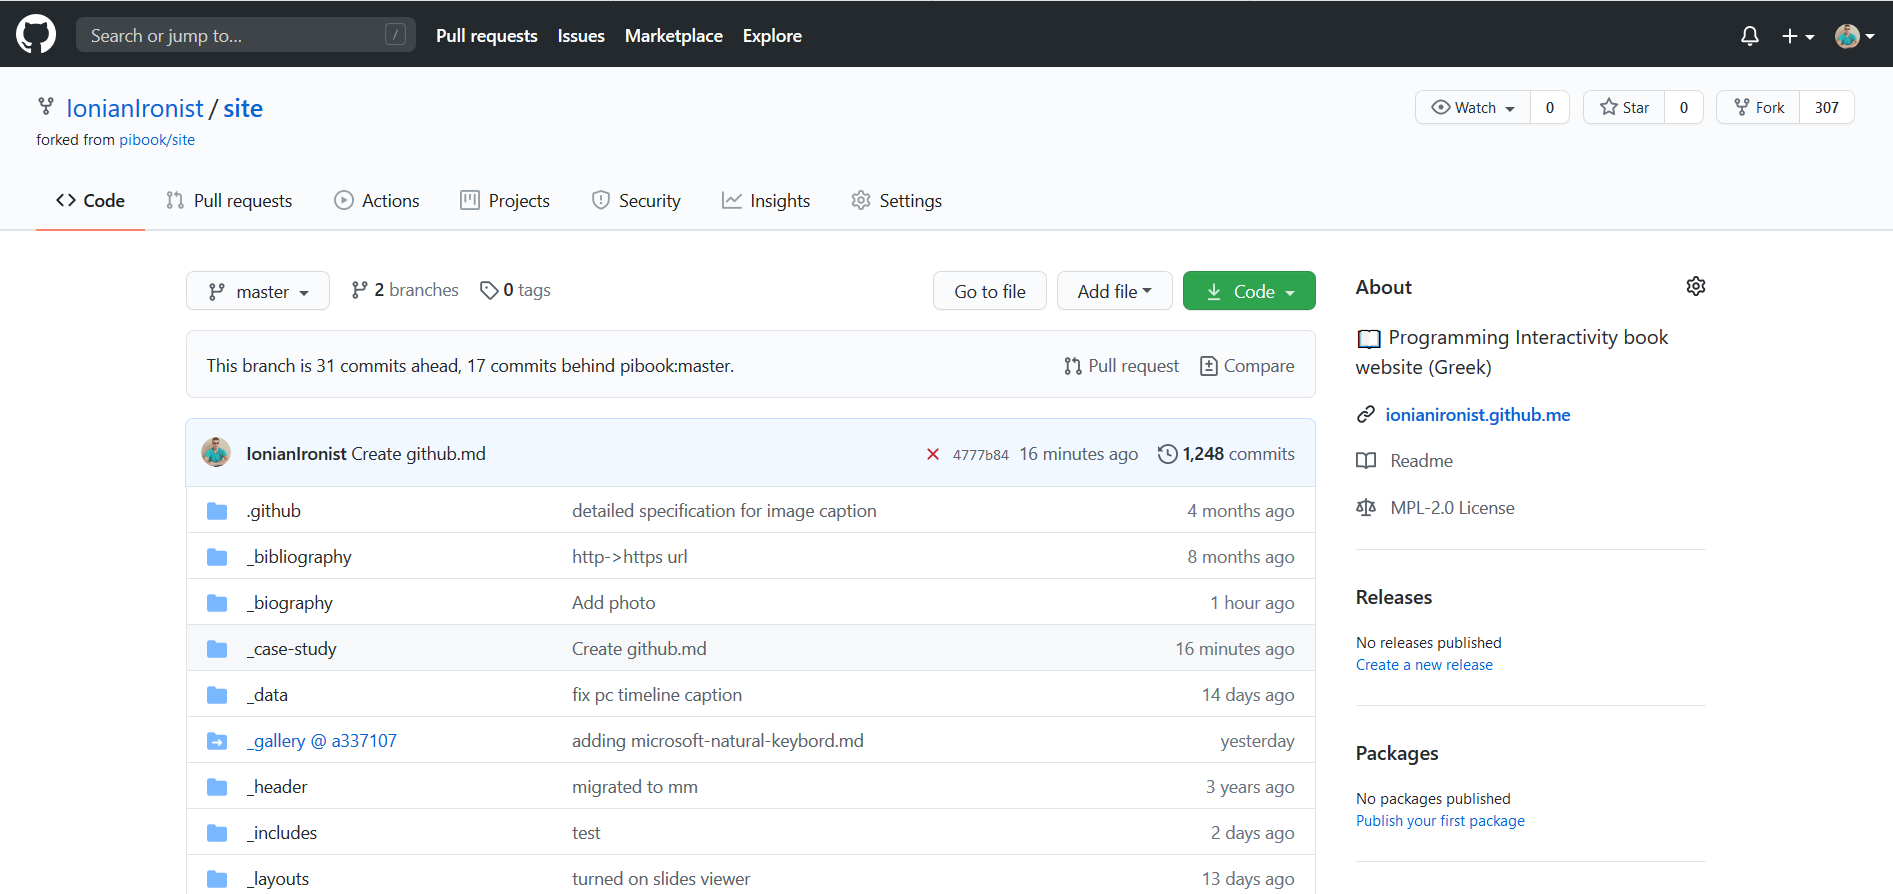 Search or jump to... /
Pull requests Issues Marketplace Explore
IonianIronist / site
forked from pibook/site
Watch 0 Star 0 Fork 307
Code Pull requests Actions Projects Security Insights Settings
master 2 branches 0 tags Go to file Add file Code
This branch is 31 commits ahead, 17 commits behind pibook:master. Pull request Compare
IonianIronist Create github.md 4777b84 16 minutes ago 1,248 commits
.github detailed specification for image caption 4 months ago
_bibliography http->https url 8 months ago
_biography Add photo 1 hour ago
_case-study Create github.md 16 minutes ago
_data fix pc timeline caption 14 days ago
_gallery @ a337107 adding microsoft-natural-keybord.md yesterday
_header migrated to mm 3 years ago
_includes test 2 days ago
_layouts turned on slides viewer 13 days ago
About
Programming Interactivity book
website (Greek)
ionianironist.github.me
Readme
MPL-2.0 License
Releases
No releases published
Create a new release
Packages
No packages published
Publish your first package